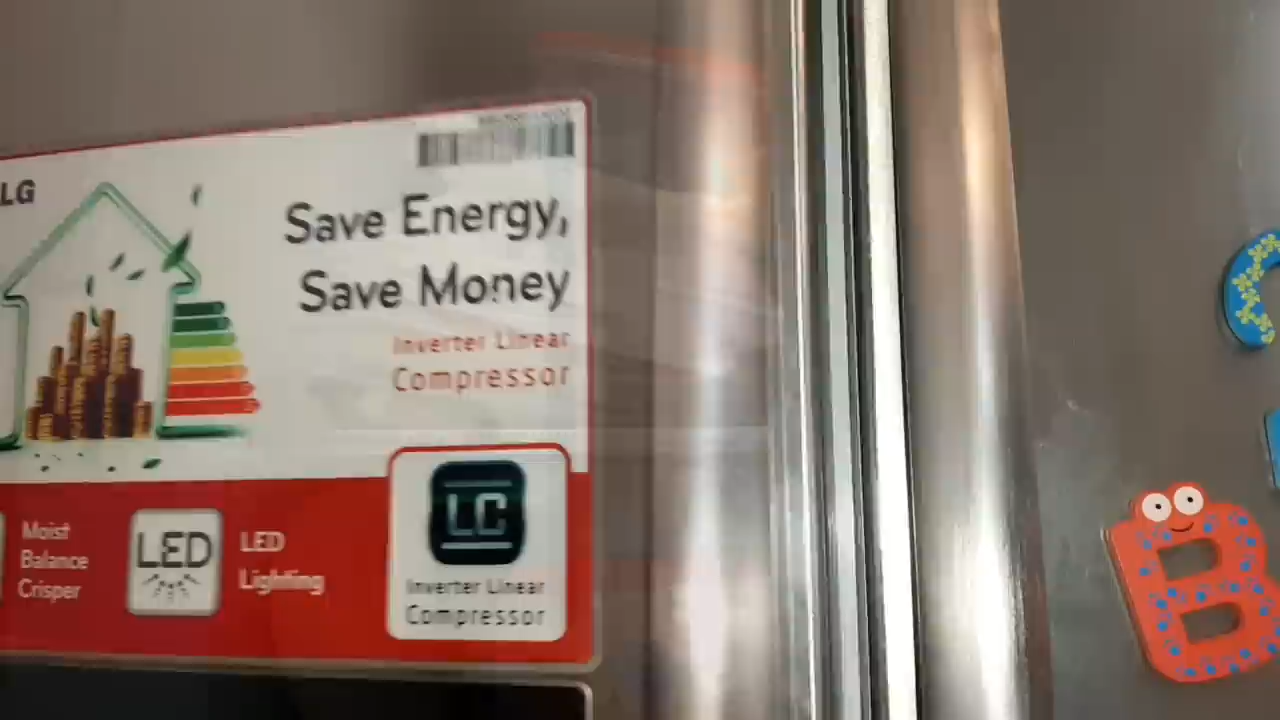 LG
Save Energy,
Save Money
Inverter Linear
Compressor
LC
Inverter Linear
Compressor
Moist
Balance
Crisper
LED
LED
Lighting
B